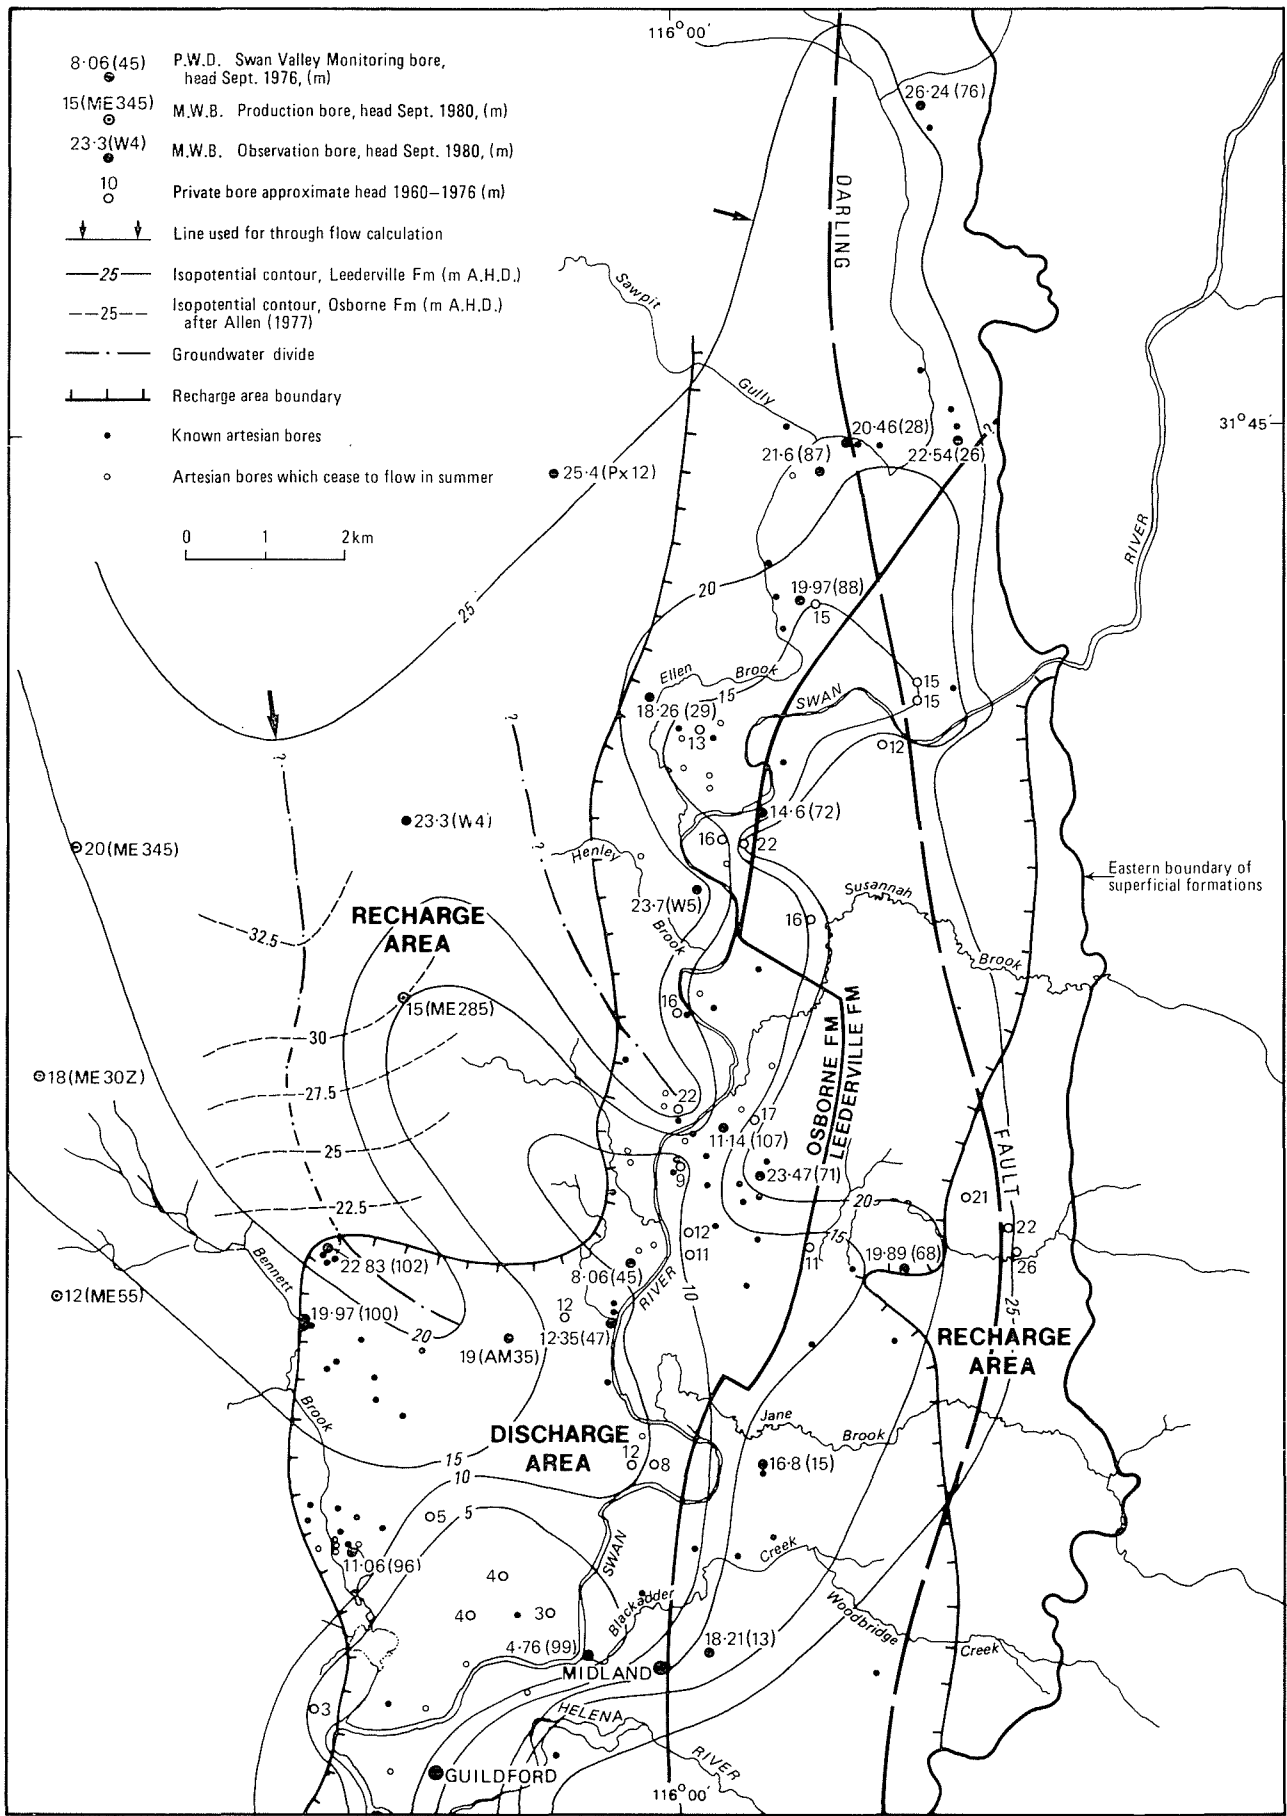 116°00'
8·06(45)
P.W.D. Swan Valley Monitoring bore,
head Sept. 1976, (m)
15(ME345)
M.W.B. Production bore, head Sept. 1980, (m)
23·3(W4)
M.W.B. Observation bore, head Sept. 1980, (m)
10
Private bore approximate head 1960–1976 (m)
Line used for through flow calculation
25
Isopotential contour, Leederville Fm (m A.H.D.)
25
Isopotential contour, Osborne Fm (m A.H.D.)
after Allen (1977)
Groundwater divide
Recharge area boundary
Known artesian bores
Artesian bores which cease to flow in summer
0 1 2km
26·24(76)
DARLING
Sawpit
Gully
31°45'
20·46(28)
21·6(87)
22·54(26)
?
25·4(Px12)
RIVER
25
20
19·97(88)
15
Ellen Brook
15
SWAN
15
15
18·26(29)
13
12
?
?
14·6(72)
23·3(W4)
20(ME345)
16
22
?
Henley
Eastern boundary of
superficial formations
Susannah
23·7(W5)
16
RECHARGE
AREA
32.5
Brook
Brook
15(ME285)
16
30
OSBORNE FM
LEEDERVILLE FM
18(ME30Z)
27.5
22
17
11·14(107)
FAULT
25
9
23·47(71)
20
21
22.5
12
22
15
11
11
19·89(68)
26
Bennett
22 83(102)
8·06(45)
RIVER
10
12(ME55)
19·97(100)
12
25
20
12·35(47)
19(AM35)
RECHARGE
AREA
Brook
Jane
Brook
DISCHARGE
AREA
12
8
15
16·8(15)
10
5
5
SWAN
Creek
11·06(96)
4
Blackadder
Woodbridge
4
3
Creek
4·76(99)
18·21(13)
MIDLAND
3
HELENA
RIVER
GUILDFORD
116°00'